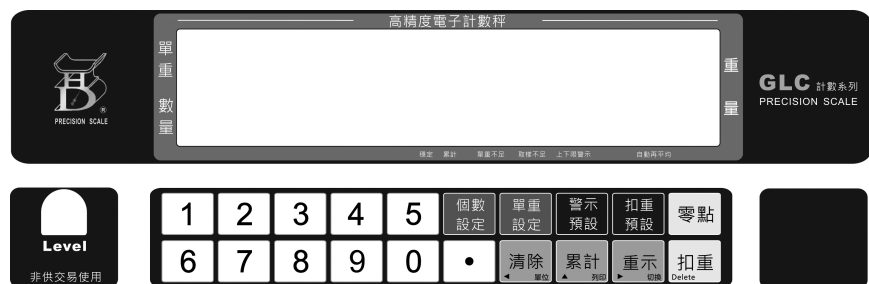 高精度電子計數秤
單重
數量
重量
PRECISION SCALE
GLC 計數系列
PRECISION SCALE
穩定 累計 單重不足 取樣不足 上下限警示 自動再平均
Level
非供交易使用
1 2 3 4 5 個數設定 單重設定 警示預設 扣重預設 零點
6 7 8 9 0 • 清除 累計 重示 扣重
◀ 單位 ▲ 列印 ▶ 切換 Delete